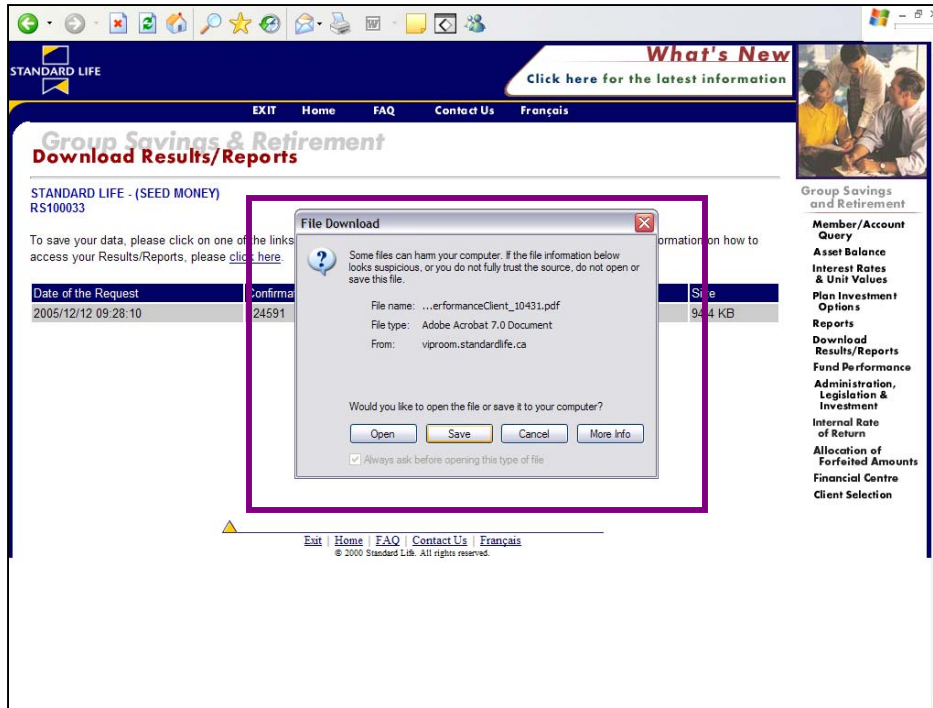 What's New
Click here for the latest information
STANDARD LIFE
EXIT Home FAQ Contact Us Français
Group Savings & Retirement
Download Results/Reports
STANDARD LIFE - (SEED MONEY)
RS100033
To save your data, please click on one of the links
formation on how to
access your Results/Reports, please click here.
Date of the Request
2005/12/12 09:28:10
24591
KB
File Download
Some files can harm your computer. If the file information below
looks suspicious, or you do not fully trust the source, do not open or
save this file.
File name: ...erformanceClient_10431.pdf
File type: Adobe Acrobat 7.0 Document
From: viproom.standardlife.ca
Would you like to open the file or save it to your computer?
Open Save Cancel More Info
Always ask before opening this type of file
Group Savings
and Retirement
Member/Account
Query
Asset Balance
Interest Rates
& Unit Values
Plan Investment
Options
Reports
Download
Results/Reports
Fund Performance
Administration,
Legislation &
Investment
Internal Rate
of Return
Allocation of
Forfeited Amounts
Financial Centre
Client Selection
Exit | Home | FAQ | Contact Us | Français
© 2000 Standard Life. All rights reserved.